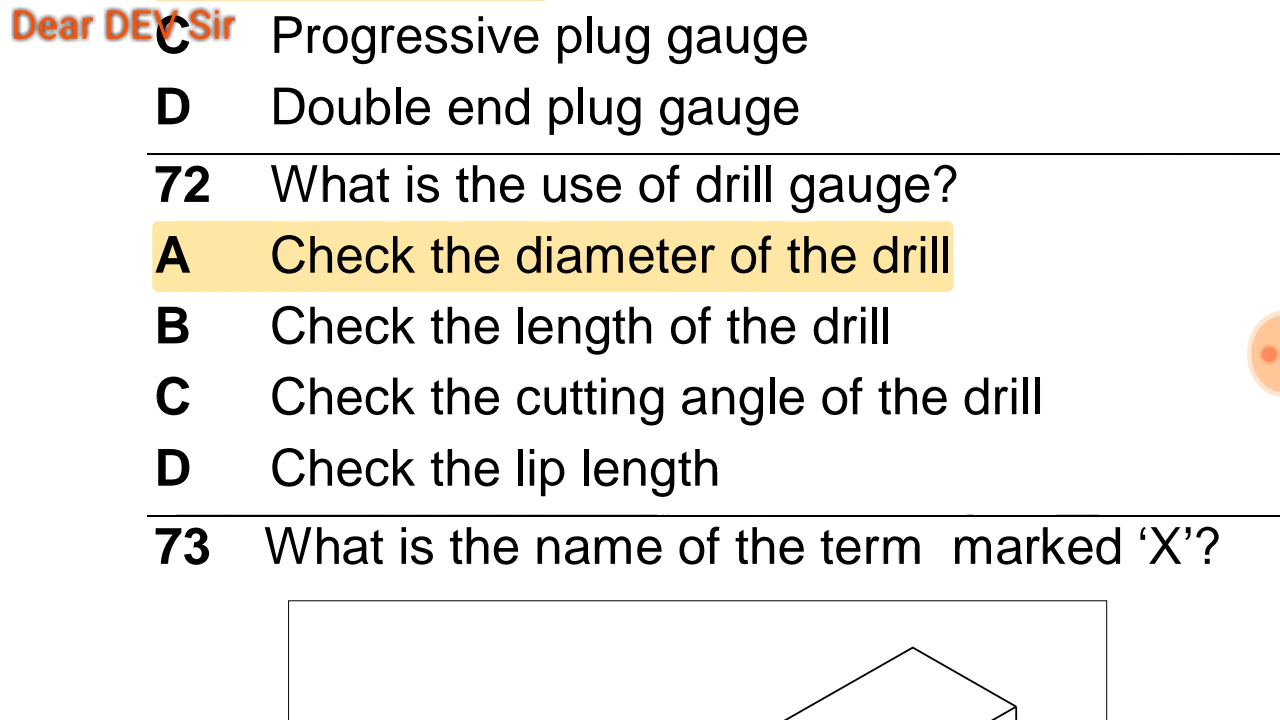 Dear DEV Sir
C Progressive plug gauge
D Double end plug gauge
72 What is the use of drill gauge?
A Check the diameter of the drill
B Check the length of the drill
C Check the cutting angle of the drill
D Check the lip length
73 What is the name of the term marked ‘X’?